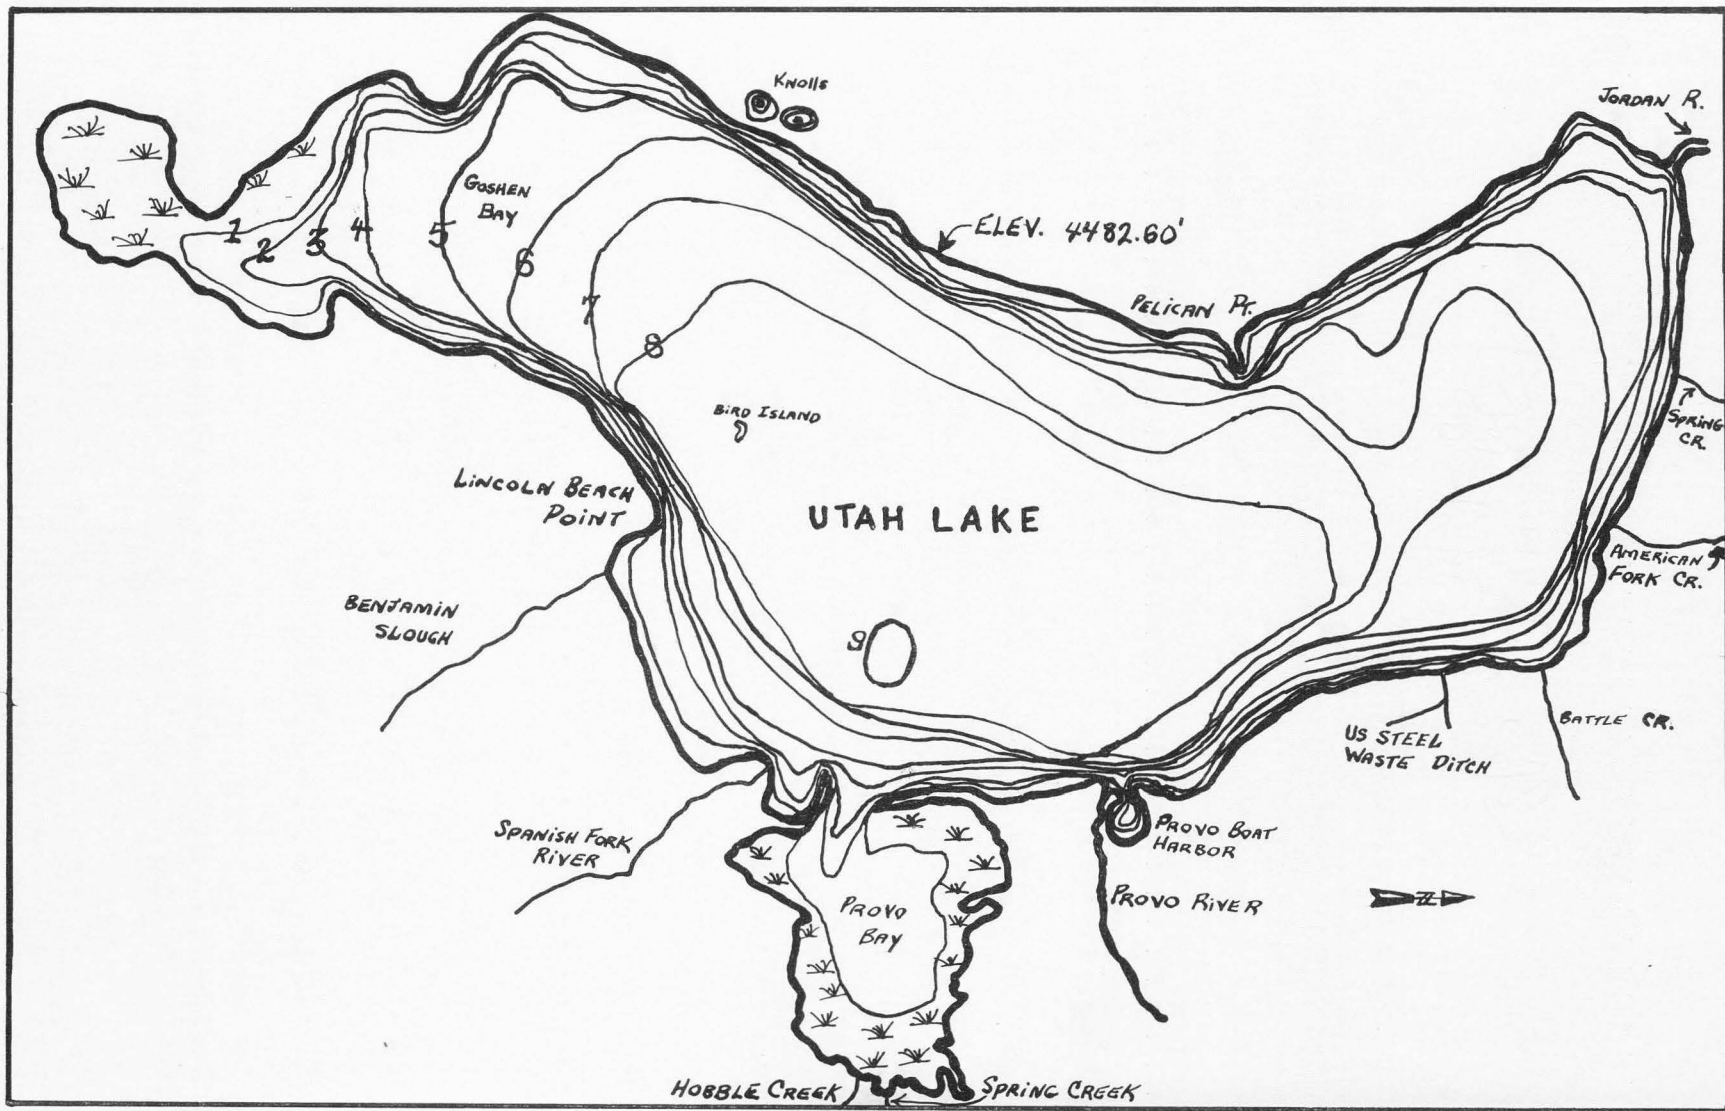 Knolls
JORDAN R.
GOSHEN
BAY
ELEV. 4482.60'
1
2
3
4
5
6
7
8
PELICAN PT.
BIRD ISLAND
SPRING
CR.
LINCOLN BEACH
POINT
UTAH LAKE
AMERICAN
FORK CR.
BENJAMIN
SLOUGH
9
US STEEL
WASTE DITCH
BATTLE CR.
SPANISH FORK
RIVER
PROVO BOAT
HARBOR
PROVO RIVER
N
PROVO
BAY
HOBBLE CREEK
SPRING CREEK